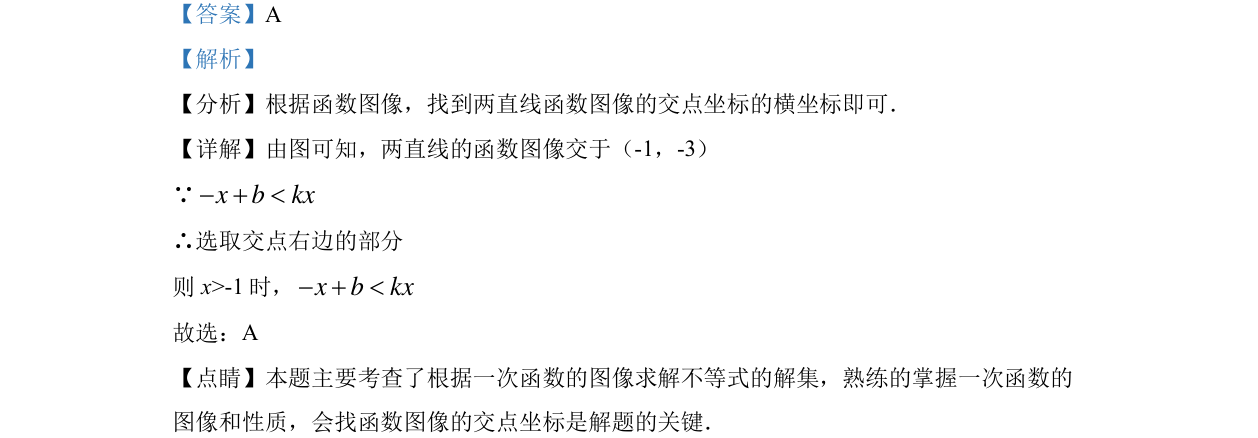 【答案】A
【解析】
【分析】根据函数图像，找到两直线函数图像的交点坐标的横坐标即可．
【详解】由图可知，两直线的函数图像交于（-1，-3）
∵−x+b<kx
∴选取交点右边的部分
则 x>-1 时，−x+b<kx
故选：A
【点睛】本题主要考查了根据一次函数的图像求解不等式的解集，熟练的掌握一次函数的
图像和性质，会找函数图像的交点坐标是解题的关键．